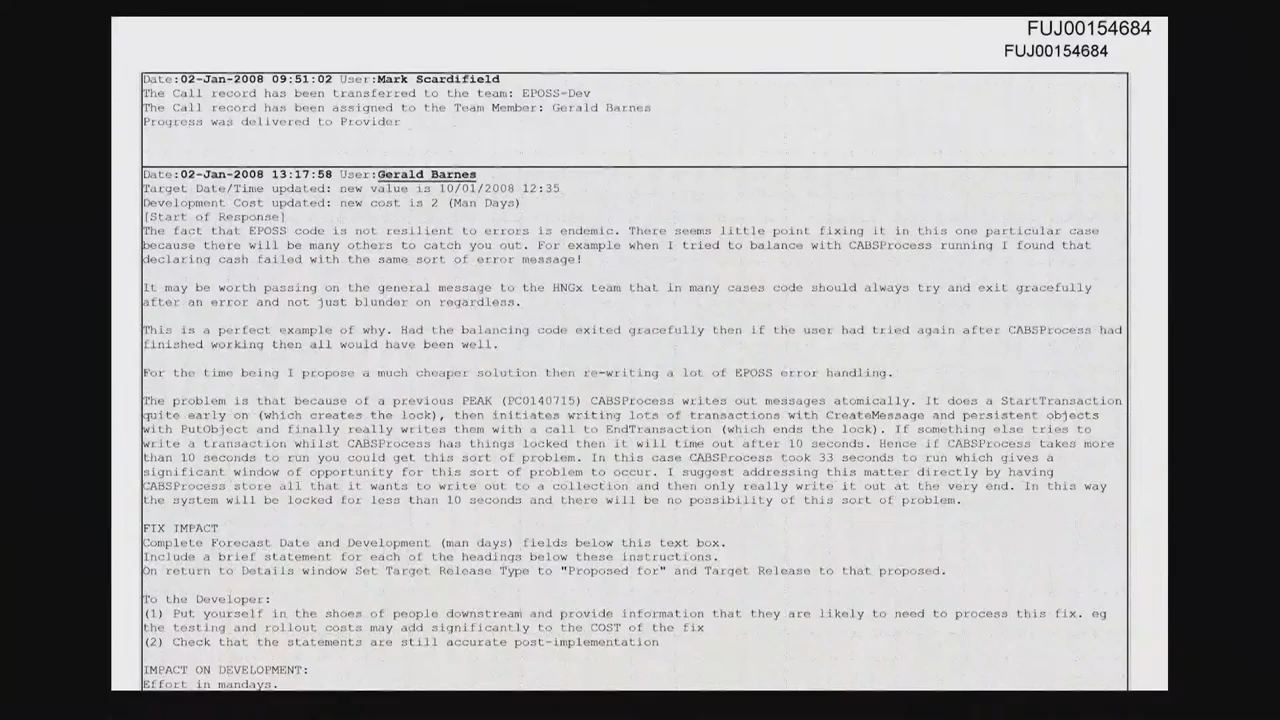 FUJ00154684
FUJ00154684
Date:02-Jan-2008 09:51:02 User:Mark Scardifield
The Call record has been transferred to the team: EPOSS-Dev
The Call record has been assigned to the Team Member: Gerald Barnes
Progress was delivered to Provider
Date:02-Jan-2008 13:17:58 User:Gerald Barnes
Target Date/Time updated: new value is 10/01/2008 12:35
Development Cost updated: new cost is 2 (Man Days)
[Start of Response]
The fact that EPOSS code is not resilient to errors is endemic. There seems little point fixing it in this one particular case
because there will be many others to catch you out. For example when I tried to balance with CABSProcess running I found that
declaring cash failed with the same sort of error message!
It may be worth passing on the general message to the HNGx team that in many cases code should always try and exit gracefully
after an error and not just blunder on regardless.
This is a perfect example of why. Had the balancing code exited gracefully then if the user had tried again after CABSProcess had
finished working then all would have been well.
For the time being I propose a much cheaper solution then re-writing a lot of EPOSS error handling.
The problem is that because of a previous PEAK (PC0140715) CABSProcess writes out messages atomically. It does a StartTransaction
quite early on (which creates the lock), then initiates writing lots of transactions with CreateMessage and persistent objects
with PutObject and finally really writes them with a call to EndTransaction (which ends the lock). If something else tries to
write a transaction whilst CABSProcess has things locked then it will time out after 10 seconds. Hence if CABSProcess takes more
than 10 seconds to run you could get this sort of problem. In this case CABSProcess took 33 seconds to run which gives a
significant window of opportunity for this sort of problem to occur. I suggest addressing this matter directly by having
CABSProcess store all that it wants to write out to a collection and then only really write it out at the very end. In this way
the system will be locked for less than 10 seconds and there will be no possibility of this sort of problem.
FIX IMPACT
Complete Forecast Date and Development (man days) fields below this text box.
Include a brief statement for each of the headings below these instructions.
On return to Details window Set Target Release Type to "Proposed for" and Target Release to that proposed.
To the Developer:
(1) Put yourself in the shoes of people downstream and provide information that they are likely to need to process this fix. eg
the testing and rollout costs may add significantly to the COST of the fix
(2) Check that the statements are still accurate post-implementation
IMPACT ON DEVELOPMENT:
Effort in mandays.